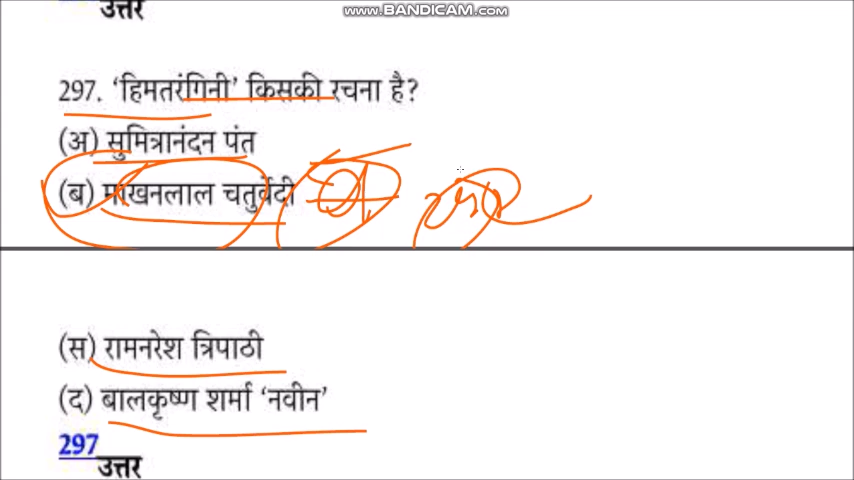 उत्तर
www.BANDICAM.com
297. 'हिमतरंगिनी' किसकी रचना है?
(अ) सुमित्रानंदन पंत
(ब) माखनलाल चतुर्वेदी
(स) रामनरेश त्रिपाठी
(द) बालकृष्ण शर्मा 'नवीन'
297
उत्तर